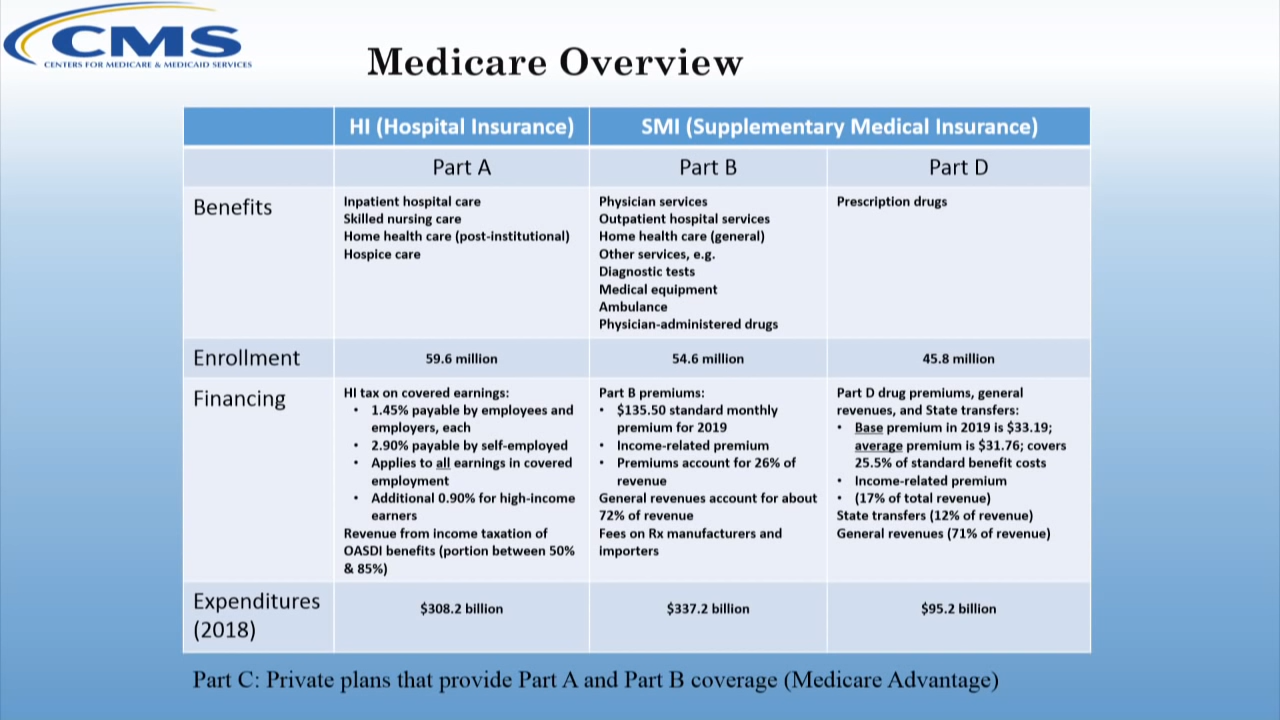 CMS
CENTERS FOR MEDICARE & MEDICAID SERVICES
Medicare Overview
HI (Hospital Insurance)
SMI (Supplementary Medical Insurance)
Part A
Part B
Part D
Benefits
Inpatient hospital care
Skilled nursing care
Home health care (post-institutional)
Hospice care
Physician services
Outpatient hospital services
Home health care (general)
Other services, e.g.
Diagnostic tests
Medical equipment
Ambulance
Physician-administered drugs
Prescription drugs
Enrollment
59.6 million
54.6 million
45.8 million
Financing
HI tax on covered earnings:
• 1.45% payable by employees and
employers, each
• 2.90% payable by self-employed
• Applies to all earnings in covered
employment
• Additional 0.90% for high-income
earners
Revenue from income taxation of
OASDI benefits (portion between 50%
& 85%)
Part B premiums:
• $135.50 standard monthly
premium for 2019
• Income-related premium
• Premiums account for 26% of
revenue
General revenues account for about
72% of revenue
Fees on Rx manufacturers and
importers
Part D drug premiums, general
revenues, and State transfers:
• Base premium in 2019 is $33.19;
average premium is $31.76; covers
25.5% of standard benefit costs
• Income-related premium
• (17% of total revenue)
State transfers (12% of revenue)
General revenues (71% of revenue)
Expenditures
(2018)
$308.2 billion
$337.2 billion
$95.2 billion
Part C: Private plans that provide Part A and Part B coverage (Medicare Advantage)